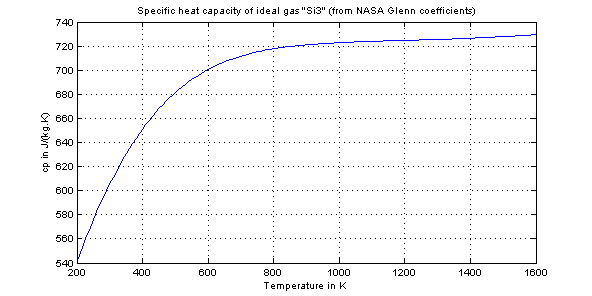 Specific heat capacity of ideal gas "Si3" (from NASA Glenn coefficients)
740
720
700
680
660
640
620
600
580
560
540
cp in J/(kg.K)
200 400 600 800 1000 1200 1400 1600
Temperature in K